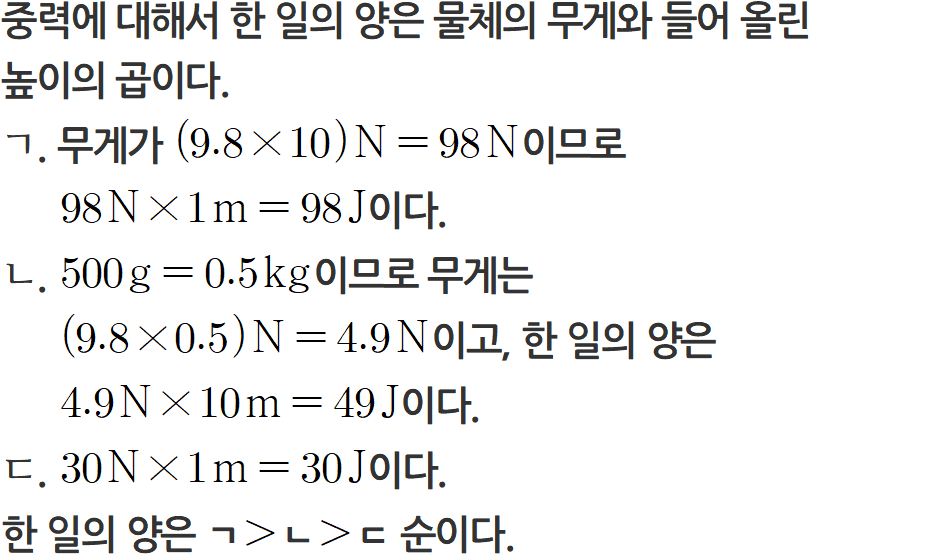 중력에 대해서 한 일의 양은 물체의 무게와 들어 올린
높이의 곱이다.
ㄱ. 무게가 (9.8×10)N=98N이므로
98N×1m=98J이다.
ㄴ. 500g=0.5kg이므로 무게는
(9.8×0.5)N=4.9N이고, 한 일의 양은
4.9N×10m=49J이다.
ㄷ. 30N×1m=30J이다.
한 일의 양은 ㄱ>ㄴ>ㄷ 순이다.